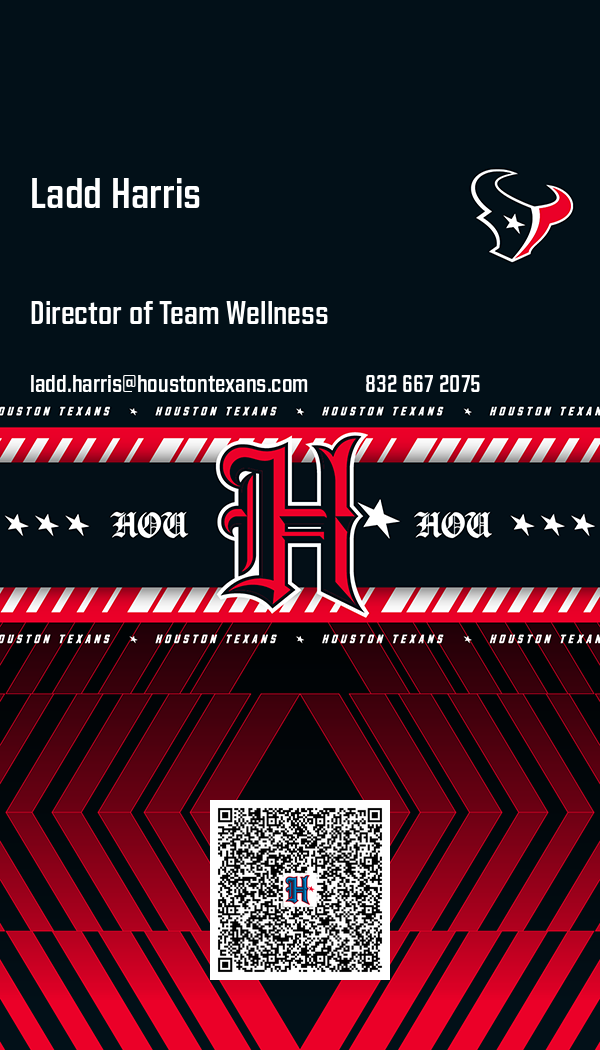 Ladd Harris
Director of Team Wellness
ladd.harris@houstontexans.com 832 667 2075
OUSTON TEXANS HOUSTON TEXANS HOUSTON TEXANS HOUSTON TEXAN
H
HOU HOU
OUSTON TEXANS HOUSTON TEXANS HOUSTON TEXANS HOUSTON TEXAN
H